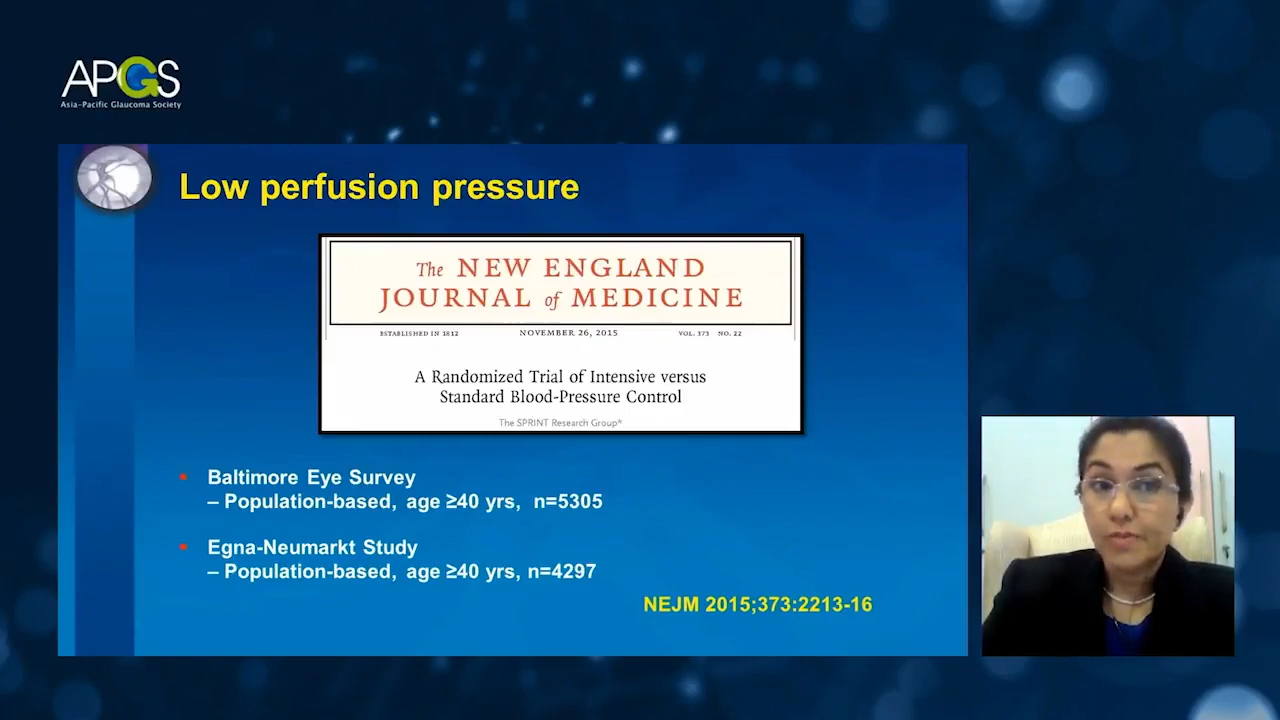 APGS
Asia-Pacific Glaucoma Society
Low perfusion pressure
The NEW ENGLAND
JOURNAL of MEDICINE
ESTABLISHED IN 1812 NOVEMBER 26, 2015 VOL. 373 NO. 22
A Randomized Trial of Intensive versus
Standard Blood-Pressure Control
The SPRINT Research Group*
▪ Baltimore Eye Survey
– Population-based, age ≥40 yrs, n=5305
▪ Egna-Neumarkt Study
– Population-based, age ≥40 yrs, n=4297
NEJM 2015;373:2213-16